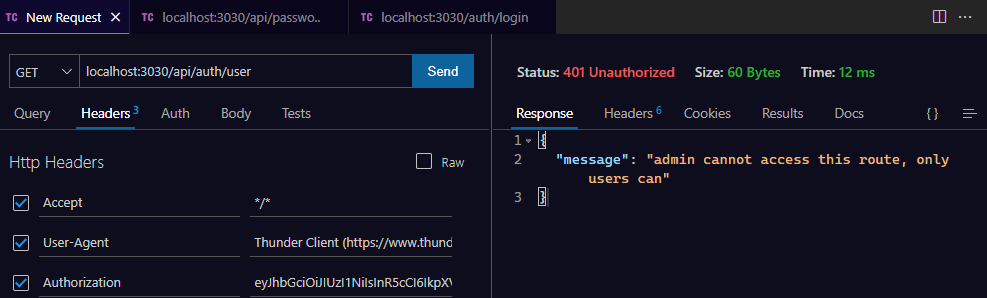 TC New Request ×
TC localhost:3030/api/passwo..
TC localhost:3030/auth/login
GET localhost:3030/api/auth/user Send
Query Headers 3 Auth Body Tests
Http Headers Raw
Accept */*
User-Agent Thunder Client (https://www.thund
Authorization eyJhbGciOiJIUzI1NiIsInR5cCI6IkpXV
Status: 401 Unauthorized Size: 60 Bytes Time: 12 ms
Response Headers 6 Cookies Results Docs { }
1 {
2 "message": "admin cannot access this route, only
users can"
3 }